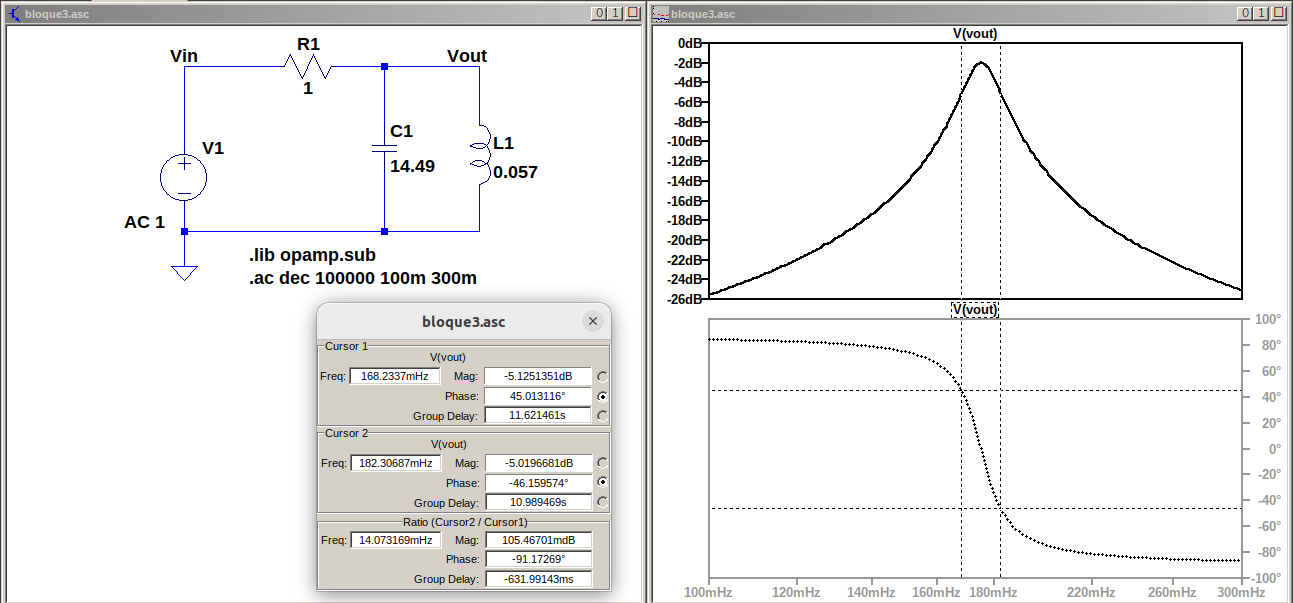 bloque3.asc
0 1
Vin
R1
Vout
1
C1
14.49
L1
0.057
V1
AC 1
.lib opamp.sub
.ac dec 100000 100m 300m
bloque3.asc
Cursor 1
V(vout)
Freq: 168.2337mHz Mag: -5.1251351dB
Phase: 45.013116°
Group Delay: 11.621461s
Cursor 2
V(vout)
Freq: 182.30687mHz Mag: -5.0196681dB
Phase: -46.159574°
Group Delay: 10.989469s
Ratio (Cursor2 / Cursor1)
Freq: 14.073169mHz Mag: 105.46701mdB
Phase: -91.17269°
Group Delay: -631.99143ms
bloque3.asc
0 1
V(vout)
0dB
-2dB
-4dB
-6dB
-8dB
-10dB
-12dB
-14dB
-16dB
-18dB
-20dB
-22dB
-24dB
-26dB
V(vout)
100°
80°
60°
40°
20°
0°
-20°
-40°
-60°
-80°
-100°
100mHz 120mHz 140mHz 160mHz 180mHz 220mHz 260mHz 300mHz